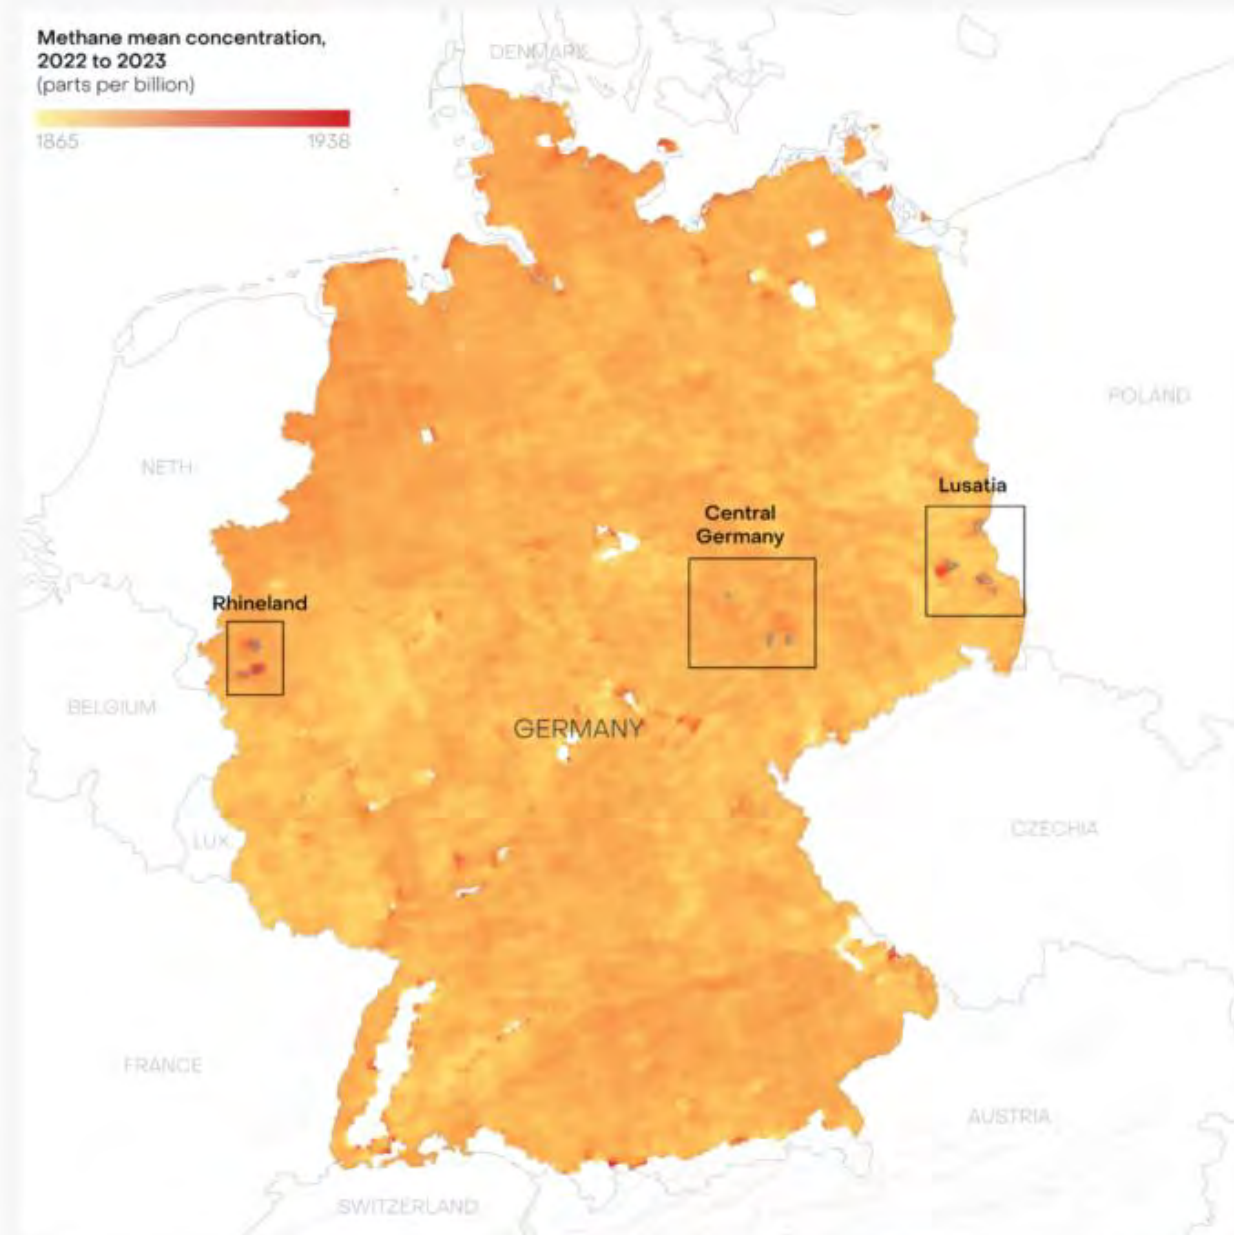 Methane mean concentration,
2022 to 2023
(parts per billion)
1865 1938
DENMARK
POLAND
NETH
Lusatia
Central
Germany
Rhineland
BELGIUM
GERMANY
LUX
CZECHIA
FRANCE
AUSTRIA
SWITZERLAND